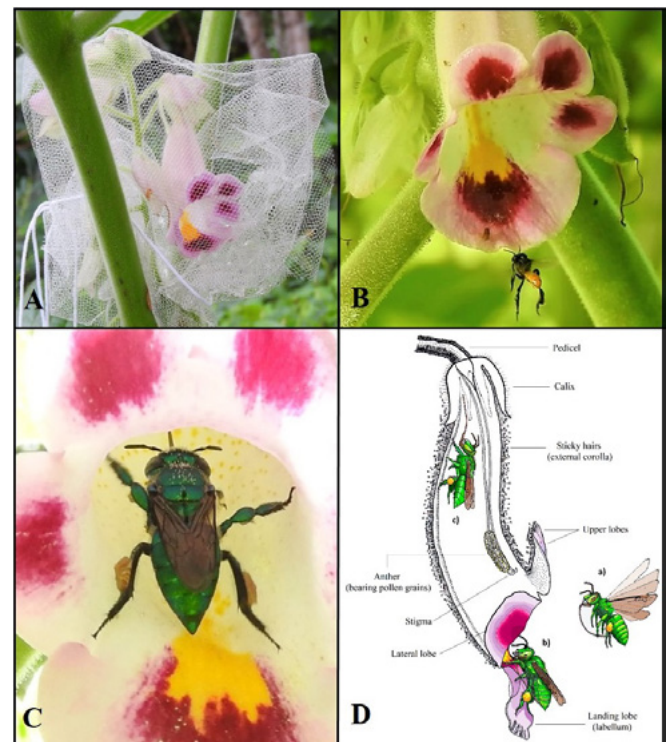 A
B
C
D
Pedicel
Calix
Sticky hairs
(external corolla)
c)
Upper lobes
a)
Anther
(bearing pollen grains)
Stigma
Lateral lobe
b)
Landing lobe
(labellum)